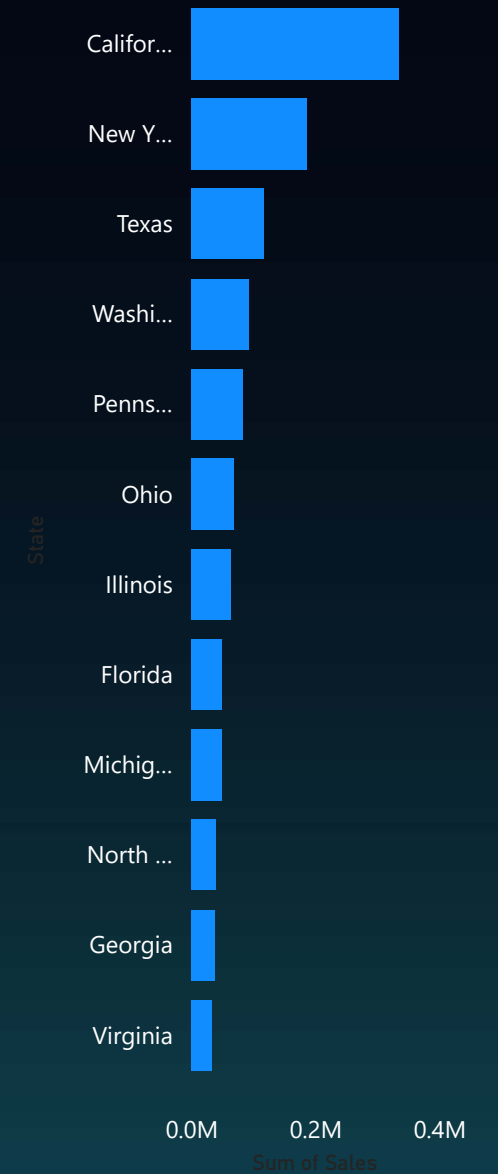 Califor...
New Y...
Texas
Washi...
Penns...
Ohio
State
Illinois
Florida
Michig...
North ...
Georgia
Virginia
0.0M 0.2M 0.4M
Sum of Sales